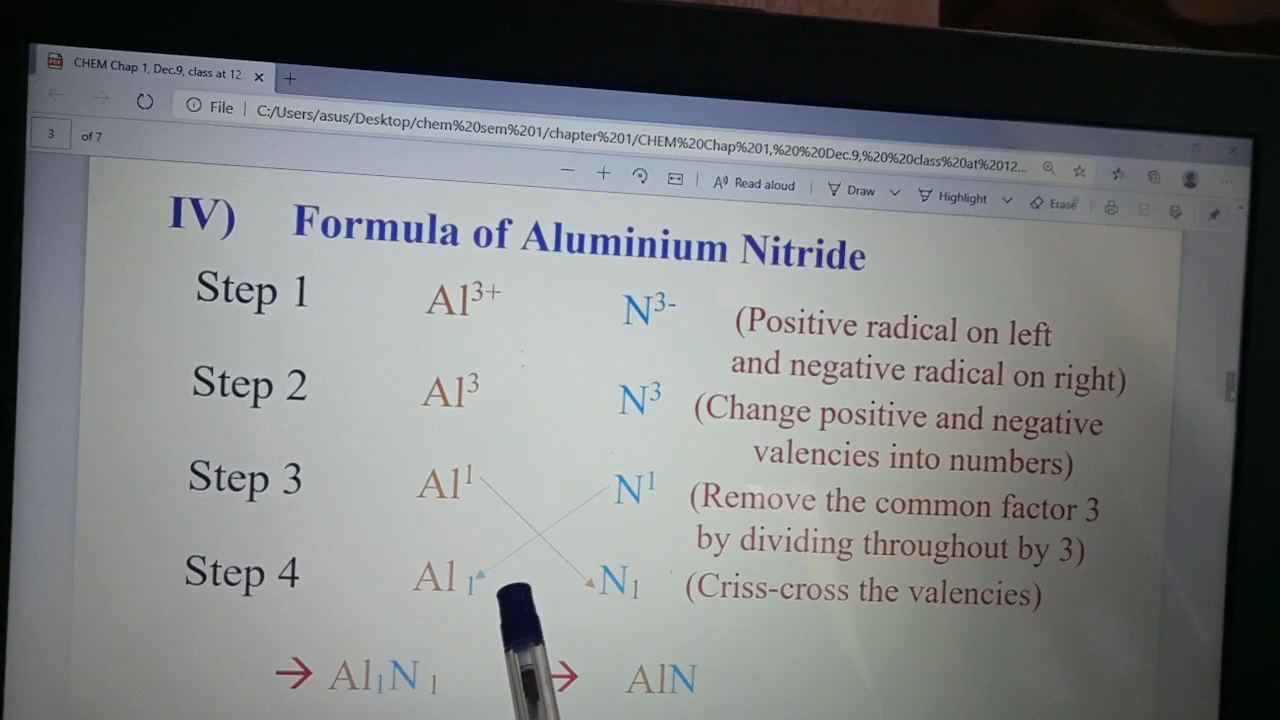 CHEM Chap 1, Dec.9, class at 12
File | C:/Users/asus/Desktop/chem%20sem%201/chapter%201/CHEM%20Chap%201,%20%20Dec.9,%20%20class%20at%2012...
3 of 7
Read aloud Draw Highlight Erase
IV) Formula of Aluminium Nitride
Step 1 Al³⁺ N³⁻ (Positive radical on left
and negative radical on right)
Step 2 Al³ N³ (Change positive and negative
valencies into numbers)
Step 3 Al¹ N¹ (Remove the common factor 3
by dividing throughout by 3)
Step 4 Al₁ N₁ (Criss-cross the valencies)
→ Al₁N₁ → AlN